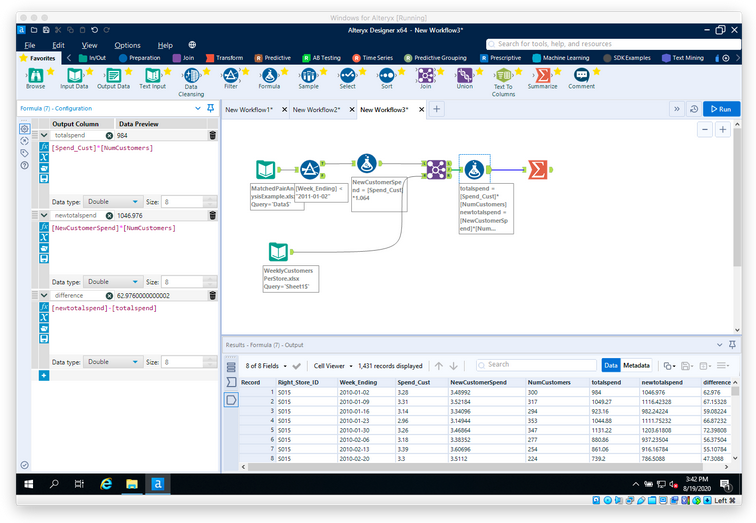 Windows for Alteryx [Running]
Alteryx Designer x64 - New Workflow3*
File Edit View Options Help
Search for tools, help, and resources
Favorites In/Out Preparation Join Transform Predictive AB Testing Time Series Predictive Grouping Prescriptive Machine Learning SDK Examples Text Mining
Browse Input Data Output Data Text Input Data Cleansing Filter Formula Sample Select Sort Join Union Text To Columns Summarize Comment
Formula (7) - Configuration
New Workflow1* New Workflow2* New Workflow3*
Run
Output Column Data Preview
totalspend 984
[Spend_Cust]*[NumCustomers]
Data type: Double Size: 8
newtotalspend 1046.976
[NewCustomerSpend]*[NumCustomers]
Data type: Double Size: 8
difference 62.9760000000002
[newtotalspend]-[totalspend]
Data type: Double Size: 8
MatchedPairAn
ysisExample.xls
Query=`Data$`
[Week_Ending] =
"2011-01-02"
NewCustomerSpe
nd = [Spend_Cust]
*1.064
totalspend =
[Spend_Cust]*
[NumCustomers]
newtotalspend =
[NewCustomerSp
end]*[Num...
WeeklyCustomers
PerStore.xlsx
Query=`Sheet1$`
Results - Formula (7) - Output
8 of 8 Fields Cell Viewer 1,431 records displayed Search Data Metadata
Record Right_Store_ID Week_Ending Spend_Cust NewCustomerSpend NumCustomers totalspend newtotalspend difference
1 S015 2010-01-02 3.28 3.48992 300 984 1046.976 62.976
2 S015 2010-01-09 3.31 3.52184 317 1049.27 1116.42328 67.15328
3 S015 2010-01-16 3.14 3.34096 294 923.16 982.24224 59.08224
4 S015 2010-01-23 2.96 3.14944 353 1044.88 1111.75232 66.87232
5 S015 2010-01-30 3.26 3.46864 347 1131.22 1203.61808 72.39808
6 S015 2010-02-06 3.18 3.38352 277 880.86 937.23504 56.37504
7 S015 2010-02-13 3.39 3.60696 254 861.06 916.16784 55.10784
8 S015 2010-02-20 3.3 3.5112 224 739.2 786.5088 47.3088
3:42 PM
8/19/2020
Left ⌘